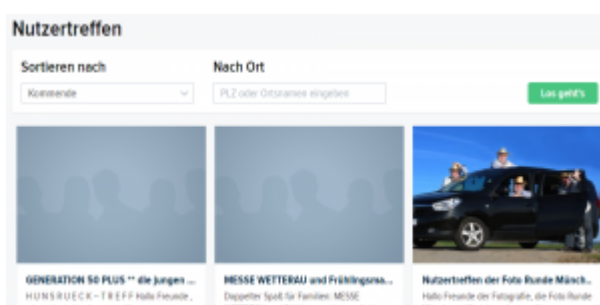 Nutzertreffen
Sortieren nach
Nach Ort
Kommende
PLZ oder Ortsnamen eingeben
Los geht's
GENERATION 50 PLUS ** die jungen ...
MESSE WETTERAU und Frühlingsma...
Nutzertreffen der Foto Runde Münch...
HUNSRUECK-TREFF Hallo Freunde,
Doppelter Spaß für Familien: MESSE
Hallo Freunde der Fotografie, die Foto Runde